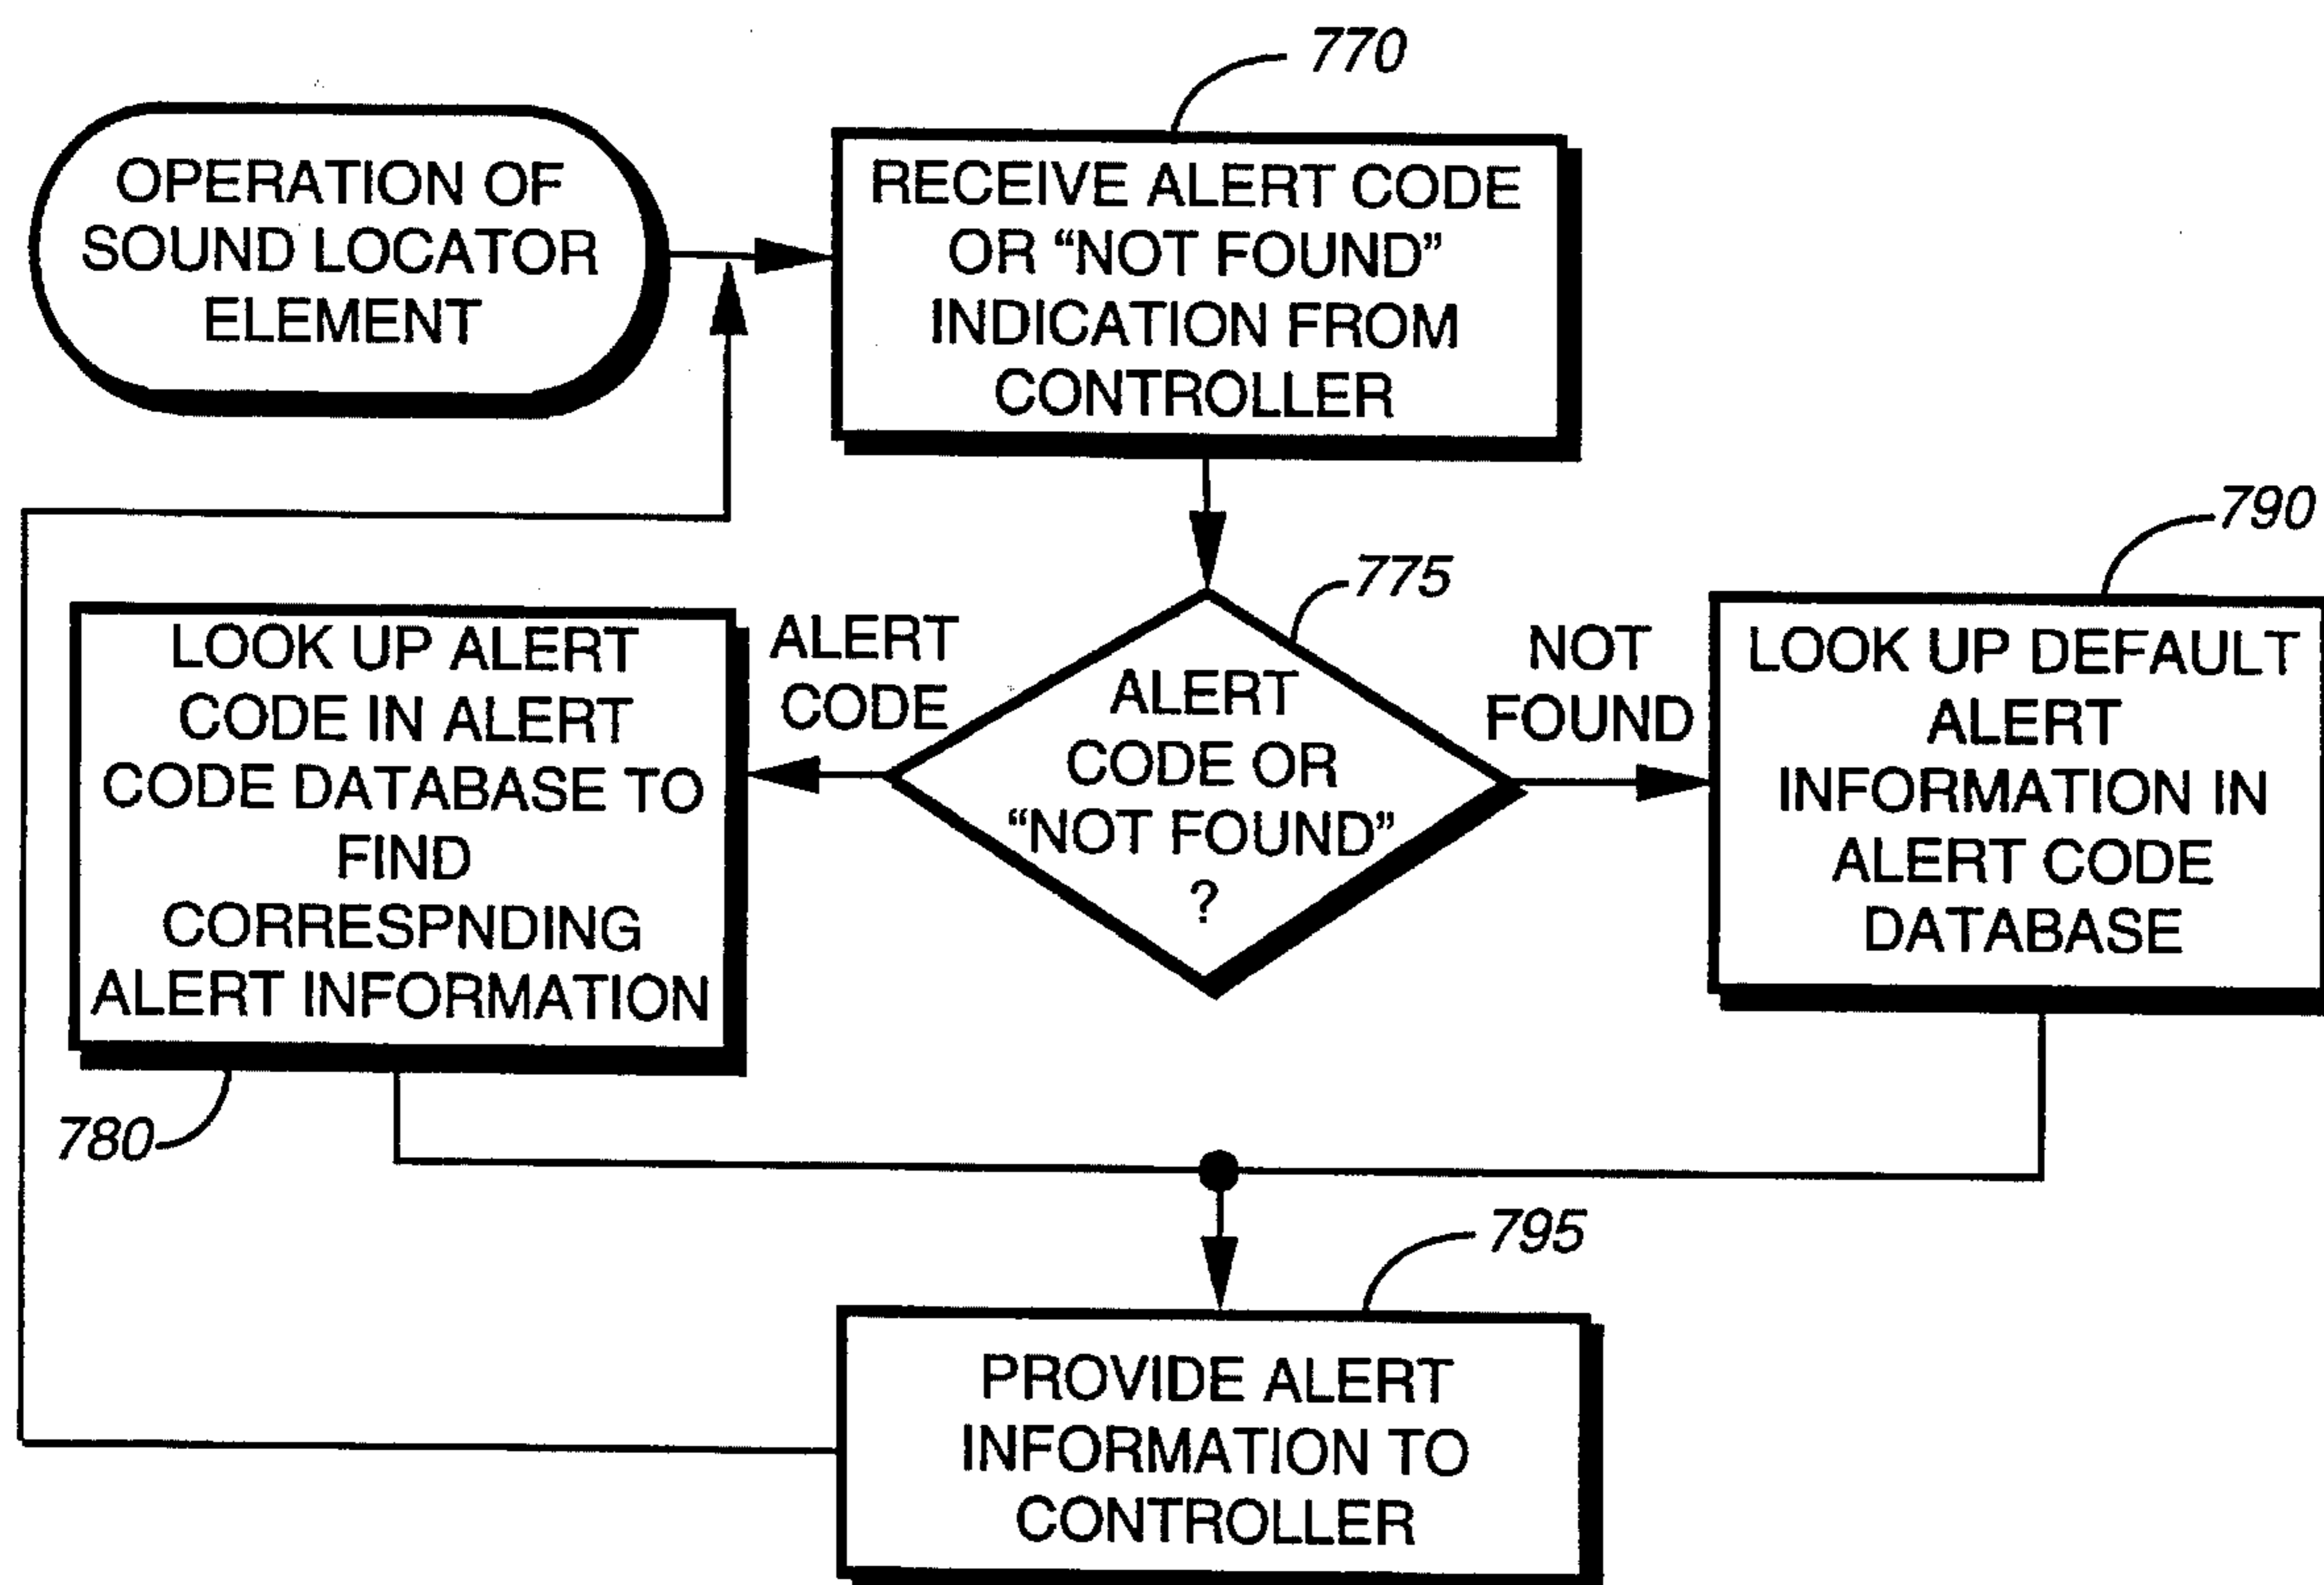 770
OPERATION OF
SOUND LOCATOR
ELEMENT
RECEIVE ALERT CODE
OR “NOT FOUND”
INDICATION FROM
CONTROLLER
790
775
LOOK UP ALERT
CODE IN ALERT
CODE DATABASE TO
FIND
CORRESPNDING
ALERT INFORMATION
ALERT
CODE
ALERT
CODE OR
“NOT FOUND”
?
NOT
FOUND
LOOK UP DEFAULT
ALERT
INFORMATION IN
ALERT CODE
DATABASE
780
795
PROVIDE ALERT
INFORMATION TO
CONTROLLER